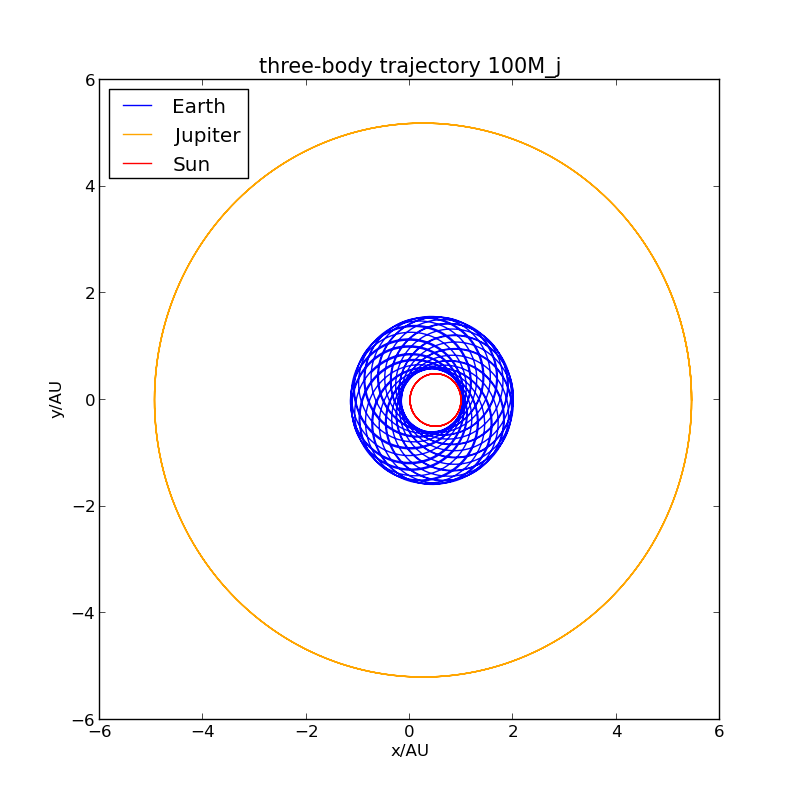 three-body trajectory 100M_j
Earth
Jupiter
Sun
6
4
2
0
−2
−4
−6
y/AU
−6 −4 −2 0 2 4 6
x/AU